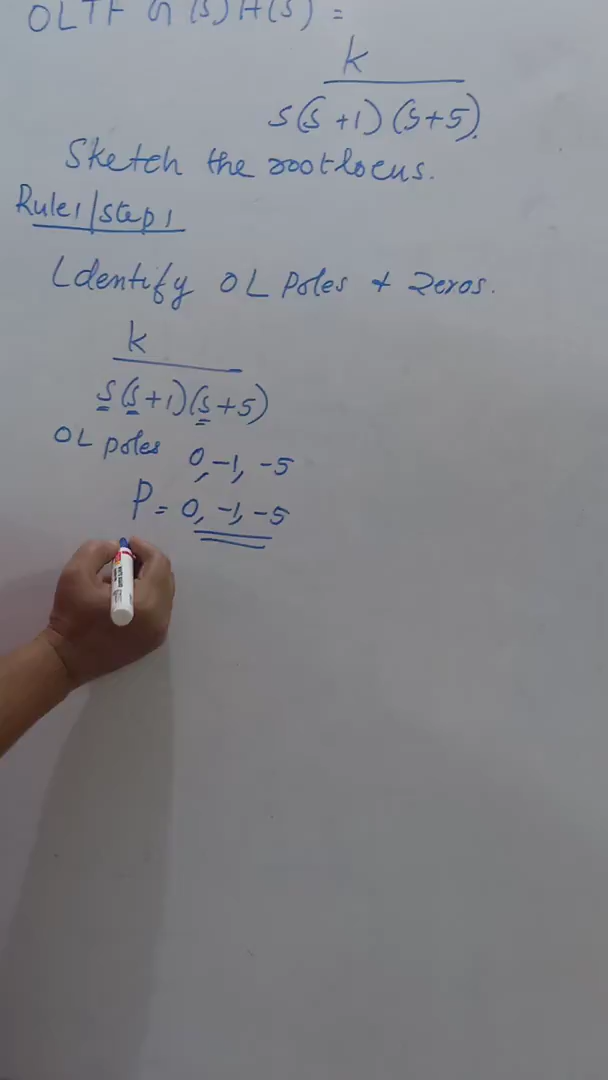 OLTF G(s)H(s) =
k
s(s+1)(s+5).
Sketch the rootlocus.
Rule1/step1
Identify OL Poles + Zeros.
k
s(s+1)(s+5)
OL poles 0, -1, -5
P = 0, -1, -5